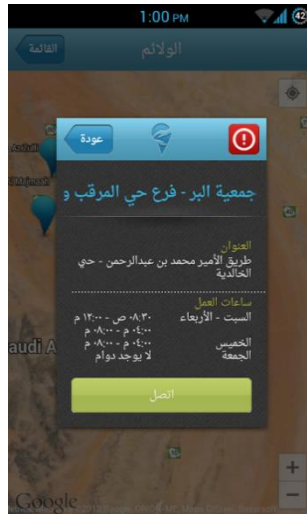 1:00 PM
42
القائمة
الولائم
عودة
جمعية البر - فرع حي المرقب و
العنوان
طريق الأمير محمد بن عبدالرحمن - حي
الخالدية
ساعات العمل
السبت - الأربعاء ٠٨:٣٠ ص - ١٢:٠٠ م
٠٤:٠٠ م - ٠٨:٠٠ م
الخميس ٠٤:٠٠ م - ٠٨:٠٠ م
الجمعة لا يوجد دوام
audi A
اتصل
Google